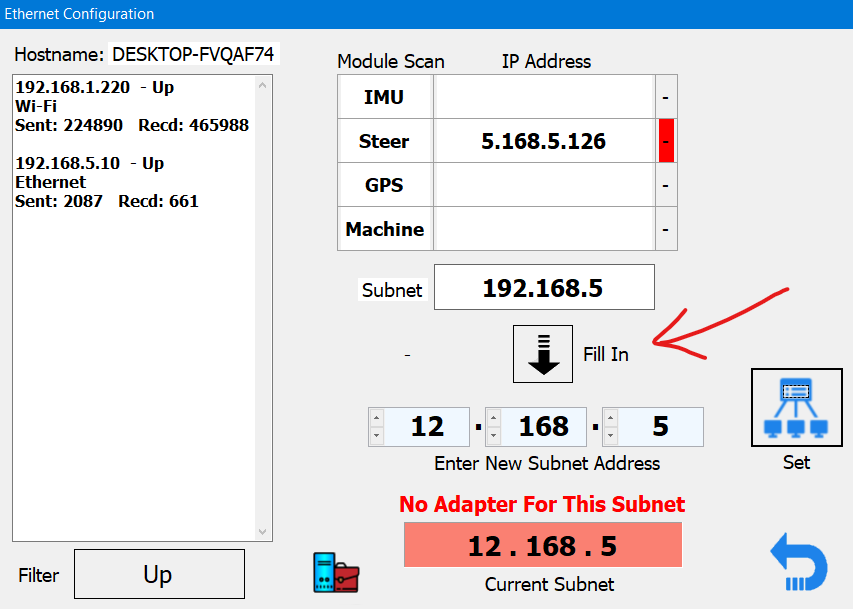 Ethernet Configuration
Hostname: DESKTOP-FVQAF74
192.168.1.220 - Up
Wi-Fi
Sent: 224890 Recd: 465988
192.168.5.10 - Up
Ethernet
Sent: 2087 Recd: 661
Filter Up
Module Scan IP Address
IMU -
Steer 5.168.5.126 -
GPS -
Machine -
Subnet 192.168.5
- Fill In
12 . 168 . 5
Enter New Subnet Address
Set
No Adapter For This Subnet
12 . 168 . 5
Current Subnet